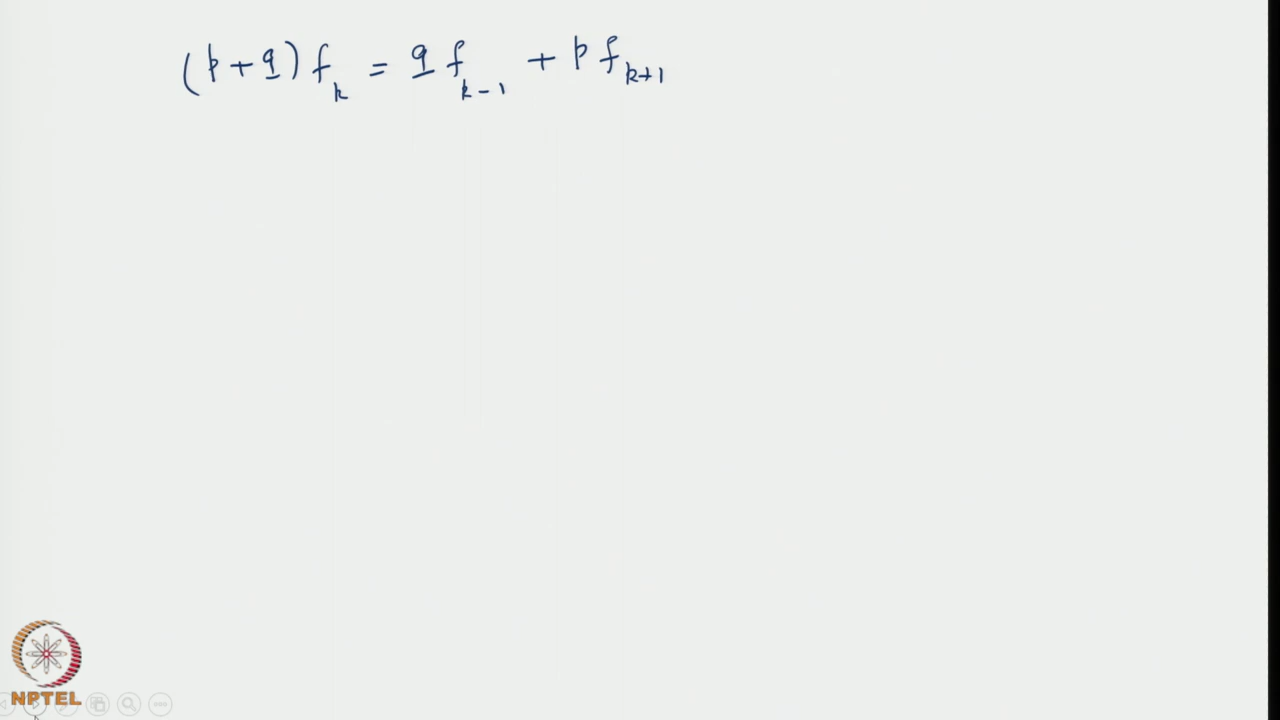 (p+q) f_k = q f_{k-1} + p f_{k+1}
NPTEL